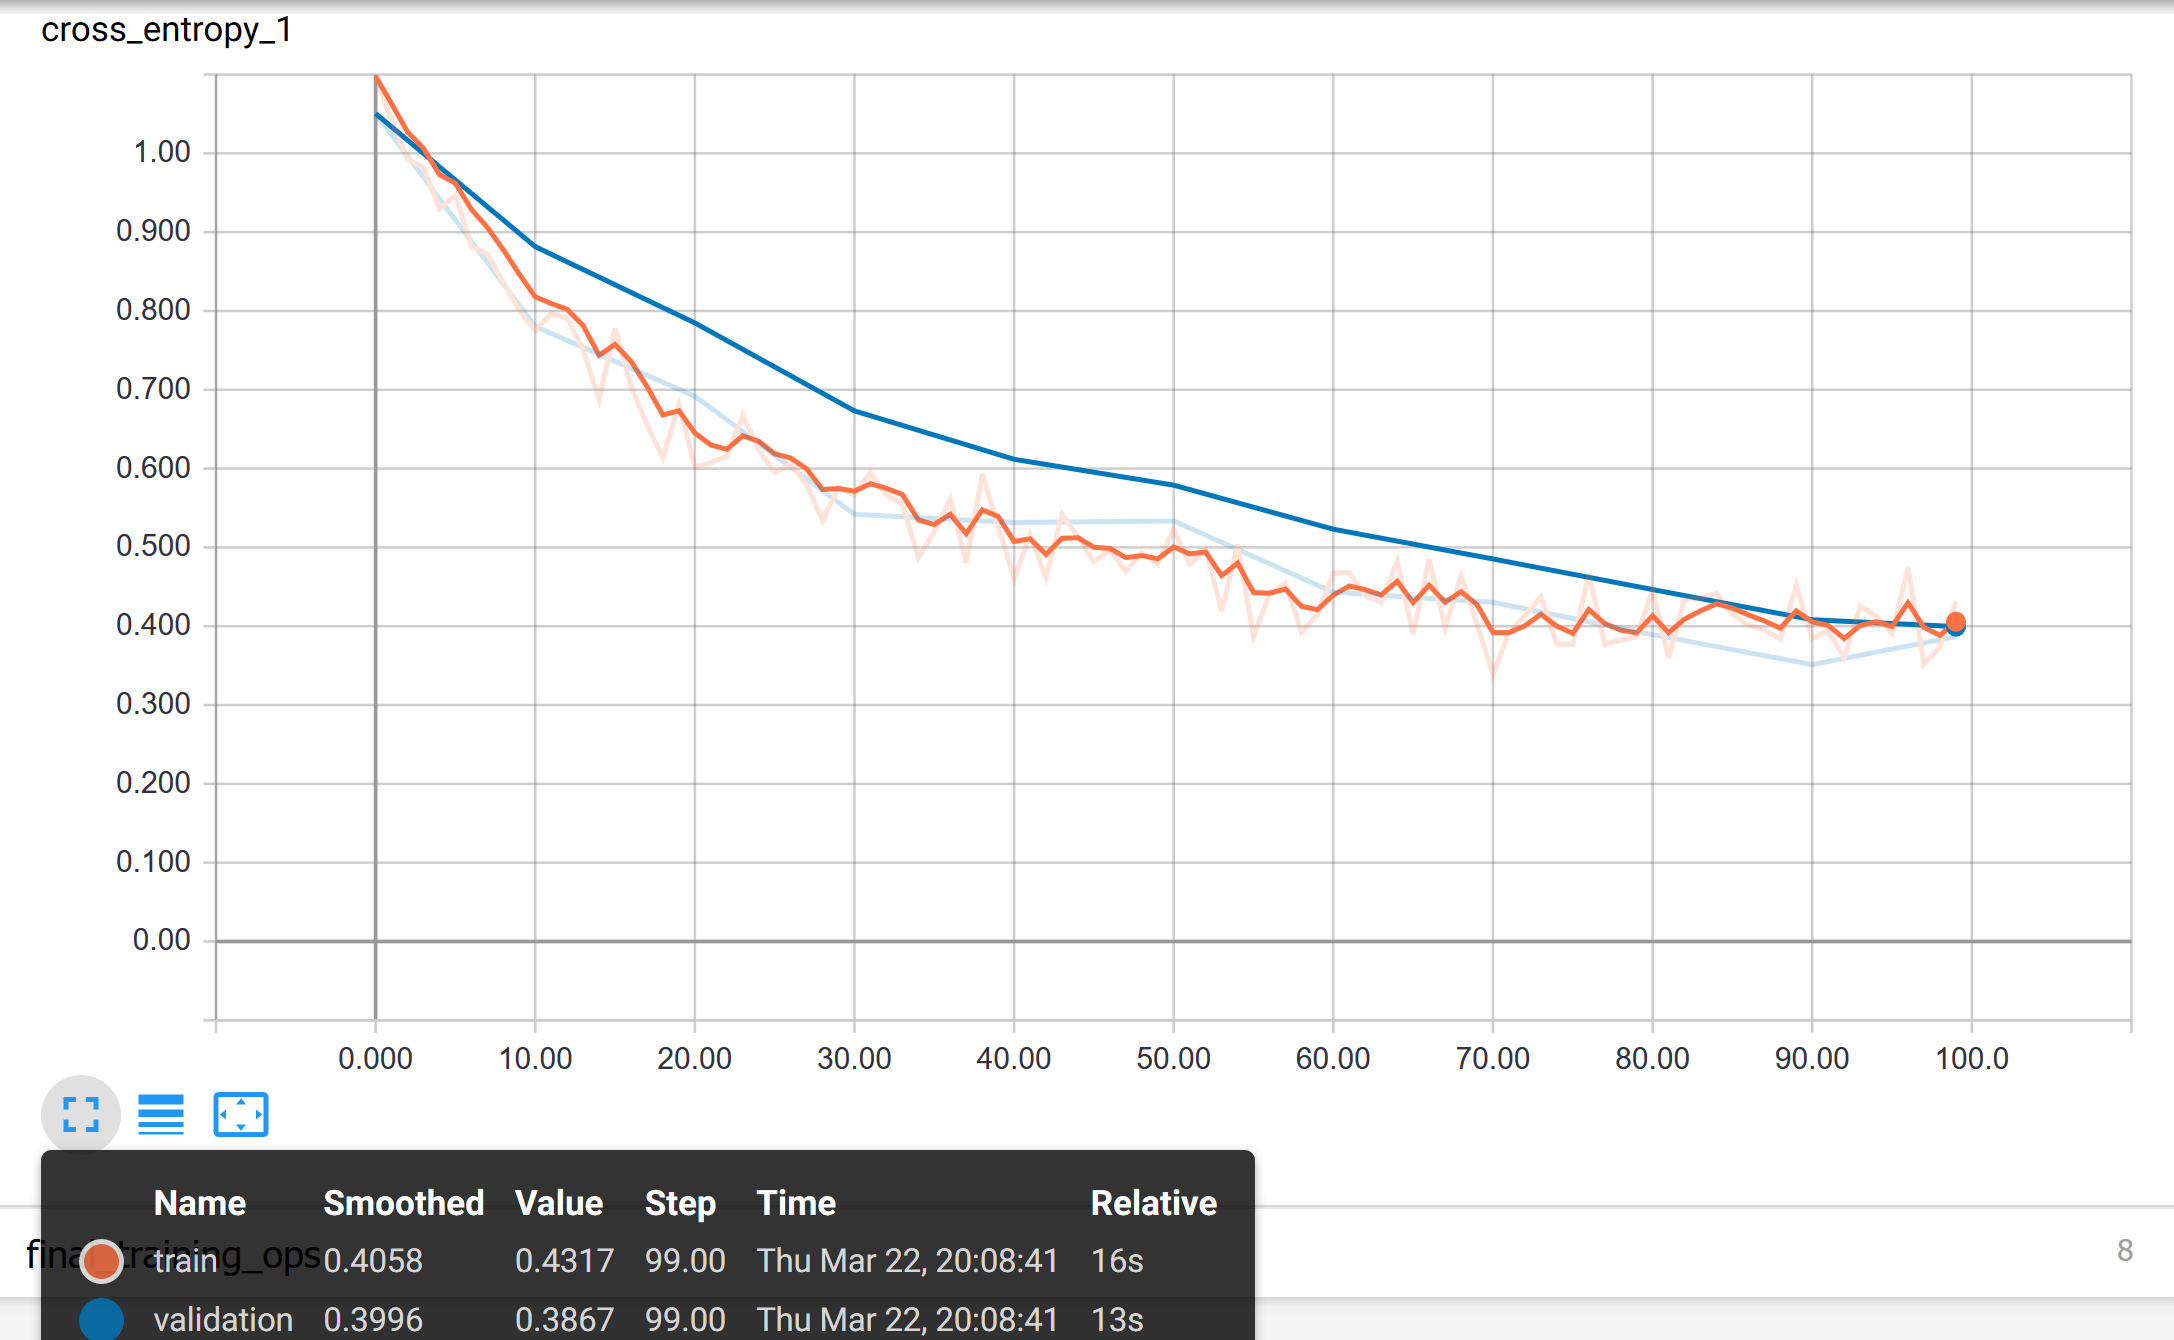 cross_entropy_1
1.00
0.900
0.800
0.700
0.600
0.500
0.400
0.300
0.200
0.100
0.00
0.000 10.00 20.00 30.00 40.00 50.00 60.00 70.00 80.00 90.00 100.0
Name Smoothed Value Step Time Relative
final_training_ops 8
train 0.4058 0.4317 99.00 Thu Mar 22, 20:08:41 16s
validation 0.3996 0.3867 99.00 Thu Mar 22, 20:08:41 13s